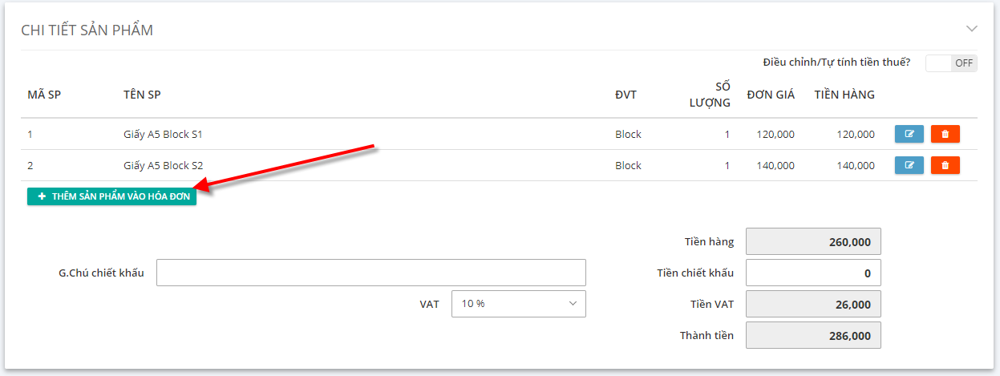 CHI TIẾT SẢN PHẨM
Điều chỉnh/Tự tính tiền thuế? OFF
MÃ SP TÊN SP ĐVT SỐ LƯỢNG ĐƠN GIÁ TIỀN HÀNG
1 Giấy A5 Block S1 Block 1 120,000 120,000
2 Giấy A5 Block S2 Block 1 140,000 140,000
THÊM SẢN PHẨM VÀO HÓA ĐƠN
Tiền hàng 260,000
G.Chú chiết khấu Tiền chiết khấu 0
VAT 10 % Tiền VAT 26,000
Thành tiền 286,000